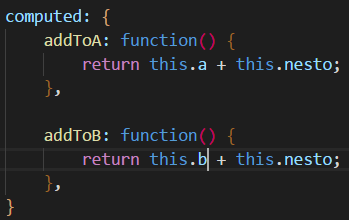 computed: {
    addToA: function() {
        return this.a + this.nesto;
    },

    addToB: function() {
        return this.b + this.nesto;
    },
}